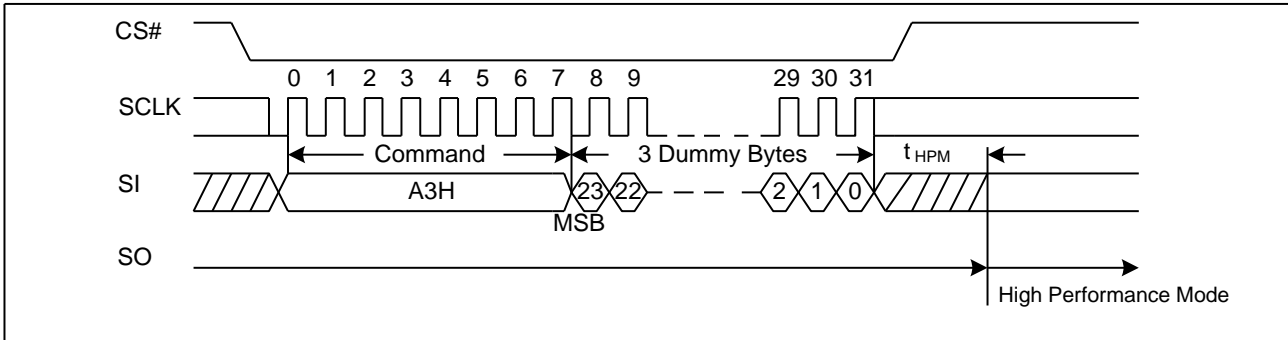 CS#
0 1 2 3 4 5 6 7 8 9 29 30 31
SCLK
Command 3 Dummy Bytes tHPM
SI A3H 23 22 2 1 0
MSB
SO
High Performance Mode